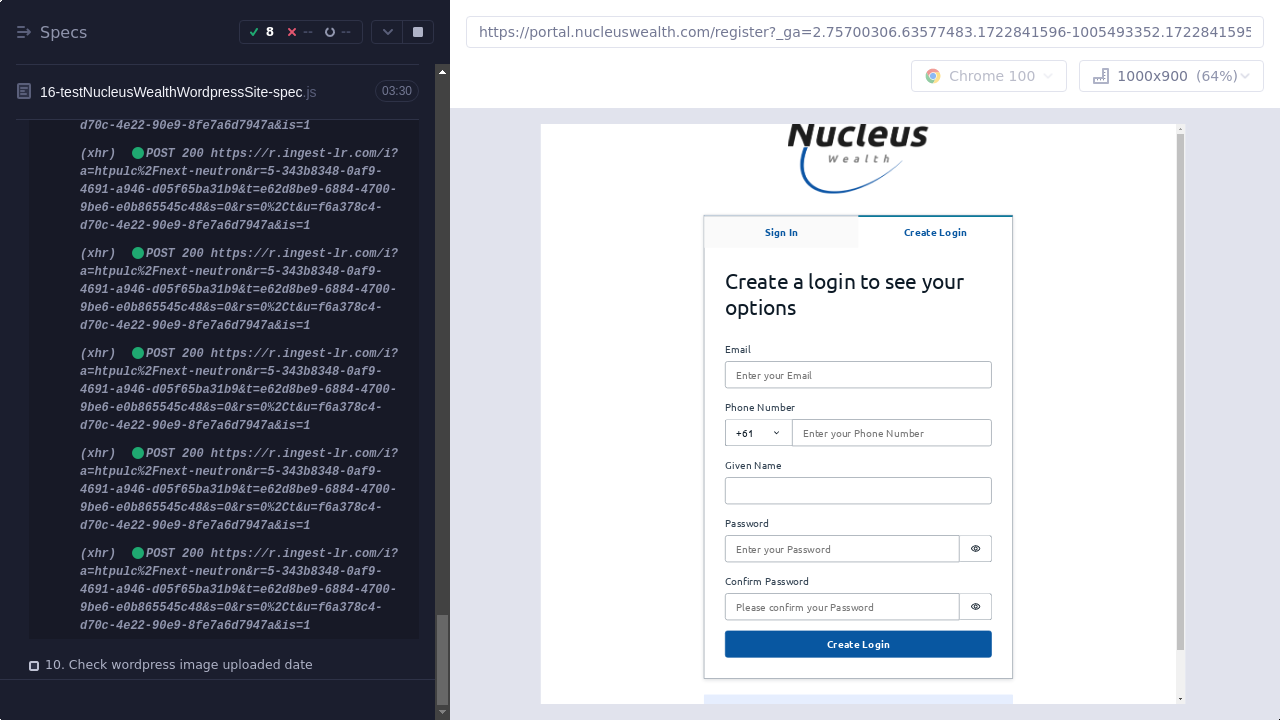 Specs
8
--
--
16-testNucleusWealthWordpressSite-spec.js
03:30
d70c-4e22-90e9-8fe7a6d7947a&is=1
(xhr) POST 200 https://r.ingest-lr.com/i?
a=htpulc%2Fnext-neutron&r=5-343b8348-0af9-
4691-a946-d05f65ba31b9&t=e62d8be9-6884-4700-
9be6-e0b865545c48&s=0&rs=0%2Ct&u=f6a378c4-
d70c-4e22-90e9-8fe7a6d7947a&is=1
(xhr) POST 200 https://r.ingest-lr.com/i?
a=htpulc%2Fnext-neutron&r=5-343b8348-0af9-
4691-a946-d05f65ba31b9&t=e62d8be9-6884-4700-
9be6-e0b865545c48&s=0&rs=0%2Ct&u=f6a378c4-
d70c-4e22-90e9-8fe7a6d7947a&is=1
(xhr) POST 200 https://r.ingest-lr.com/i?
a=htpulc%2Fnext-neutron&r=5-343b8348-0af9-
4691-a946-d05f65ba31b9&t=e62d8be9-6884-4700-
9be6-e0b865545c48&s=0&rs=0%2Ct&u=f6a378c4-
d70c-4e22-90e9-8fe7a6d7947a&is=1
(xhr) POST 200 https://r.ingest-lr.com/i?
a=htpulc%2Fnext-neutron&r=5-343b8348-0af9-
4691-a946-d05f65ba31b9&t=e62d8be9-6884-4700-
9be6-e0b865545c48&s=0&rs=0%2Ct&u=f6a378c4-
d70c-4e22-90e9-8fe7a6d7947a&is=1
(xhr) POST 200 https://r.ingest-lr.com/i?
a=htpulc%2Fnext-neutron&r=5-343b8348-0af9-
4691-a946-d05f65ba31b9&t=e62d8be9-6884-4700-
9be6-e0b865545c48&s=0&rs=0%2Ct&u=f6a378c4-
d70c-4e22-90e9-8fe7a6d7947a&is=1
10. Check wordpress image uploaded date
https://portal.nucleuswealth.com/register?_ga=2.75700306.63577483.1722841596-1005493352.1722841595
Chrome 100
1000x900 (64%)
Nucleus
Wealth
Sign In
Create Login
Create a login to see your
options
Email
Enter your Email
Phone Number
+61
Enter your Phone Number
Given Name
Password
Enter your Password
Confirm Password
Please confirm your Password
Create Login